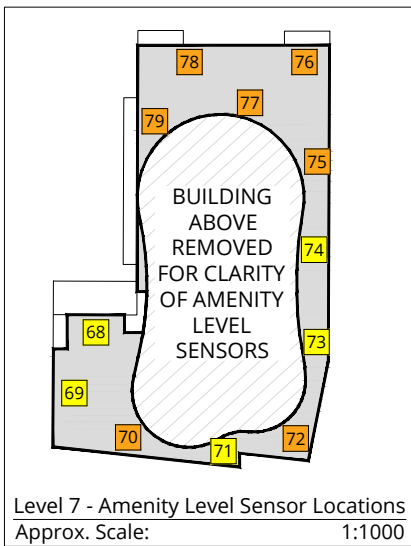 78
76
77
79
75
BUILDING
ABOVE
REMOVED
FOR CLARITY
OF AMENITY
LEVEL
SENSORS
74
73
68
69
70
71
72
Level 7 - Amenity Level Sensor Locations
Approx. Scale: 1:1000